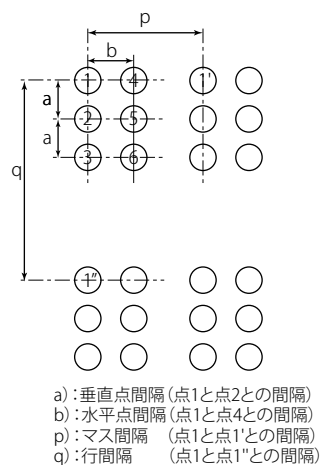 p
b
1 4 1'
a
2 5
a
3 6
q
1"
a):垂直点間隔(点1と点2との間隔)
b):水平点間隔(点1と点4との間隔)
p):マス間隔 (点1と点1'との間隔)
q):行間隔 (点1と点1"との間隔)